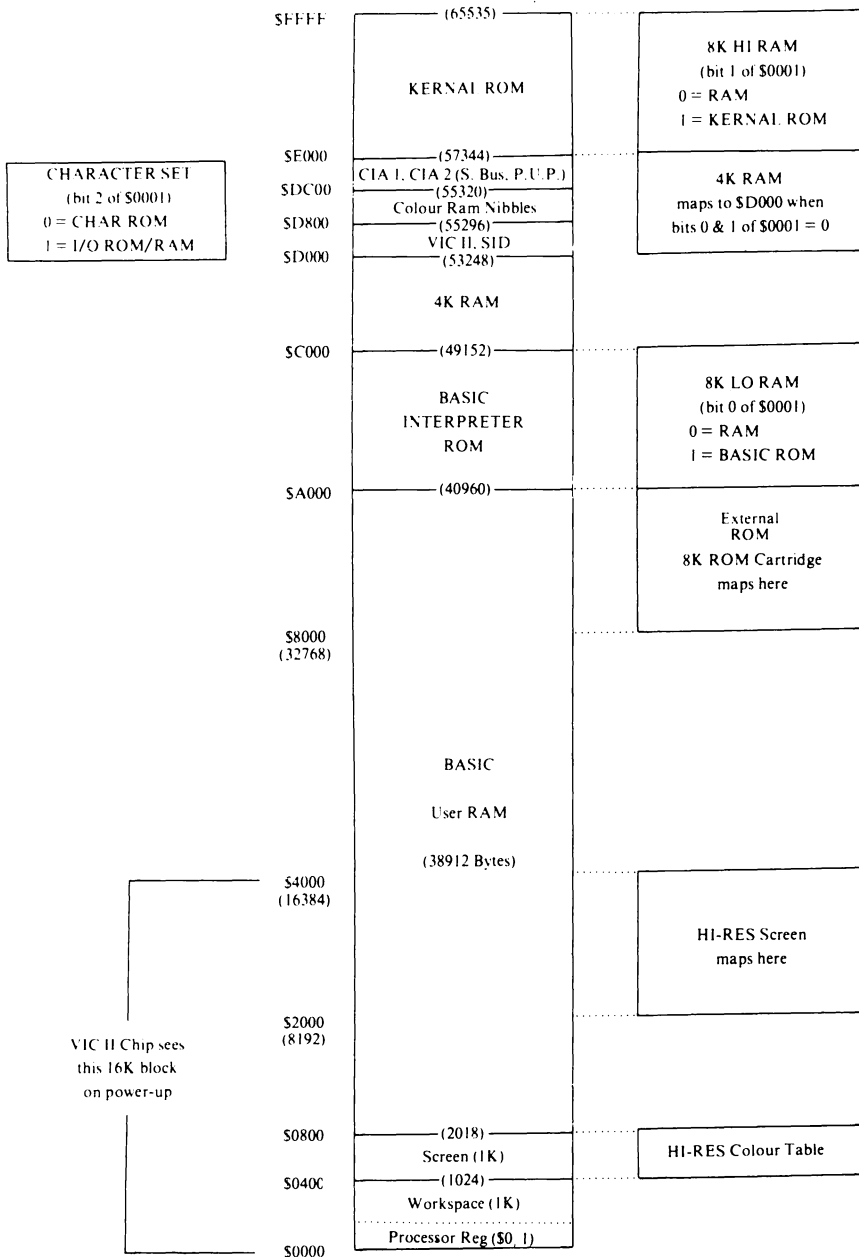 $FFFF
(65535)
KERNAL ROM
8K HI RAM
(bit 1 of $0001)
0 = RAM
1 = KERNAL ROM
$E000
(57344)
CHARACTER SET
(bit 2 of $0001)
0 = CHAR ROM
1 = I/O ROM/RAM
CIA 1, CIA 2 (S. Bus, P.U.P.)
$DC00
(55320)
Colour Ram Nibbles
$D800
(55296)
VIC II, SID
$D000
(53248)
4K RAM
maps to $D000 when
bits 0 & 1 of $0001 = 0
4K RAM
$C000
(49152)
BASIC
INTERPRETER
ROM
8K LO RAM
(bit 0 of $0001)
0 = RAM
1 = BASIC ROM
$A000
(40960)
External
ROM
8K ROM Cartridge
maps here
$8000
(32768)
BASIC
User RAM
(38912 Bytes)
$4000
(16384)
HI-RES Screen
maps here
$2000
(8192)
VIC II Chip sees
this 16K block
on power-up
$0800
(2018)
Screen (1K)
HI-RES Colour Table
$0400
(1024)
Workspace (1K)
Processor Reg ($0, 1)
$0000